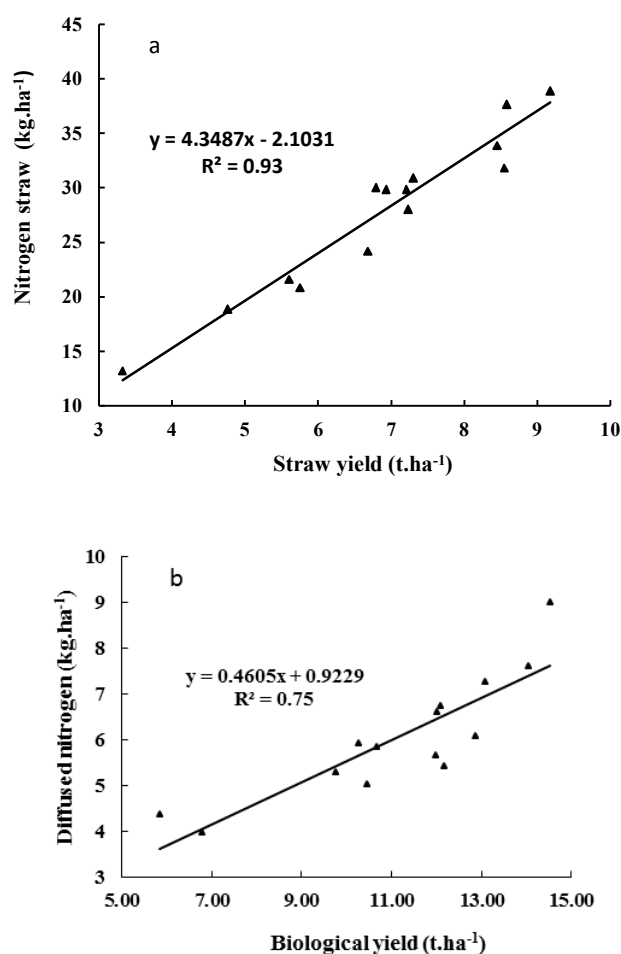 a
45
40
35
30
25
20
15
10
Nitrogen straw (kg.ha⁻¹)
y = 4.3487x - 2.1031
R² = 0.93
3 4 5 6 7 8 9 10
Straw yield (t.ha⁻¹)
b
10
9
8
7
6
5
4
3
Diffused nitrogen (kg.ha⁻¹)
y = 0.4605x + 0.9229
R² = 0.75
5.00 7.00 9.00 11.00 13.00 15.00
Biological yield (t.ha⁻¹)